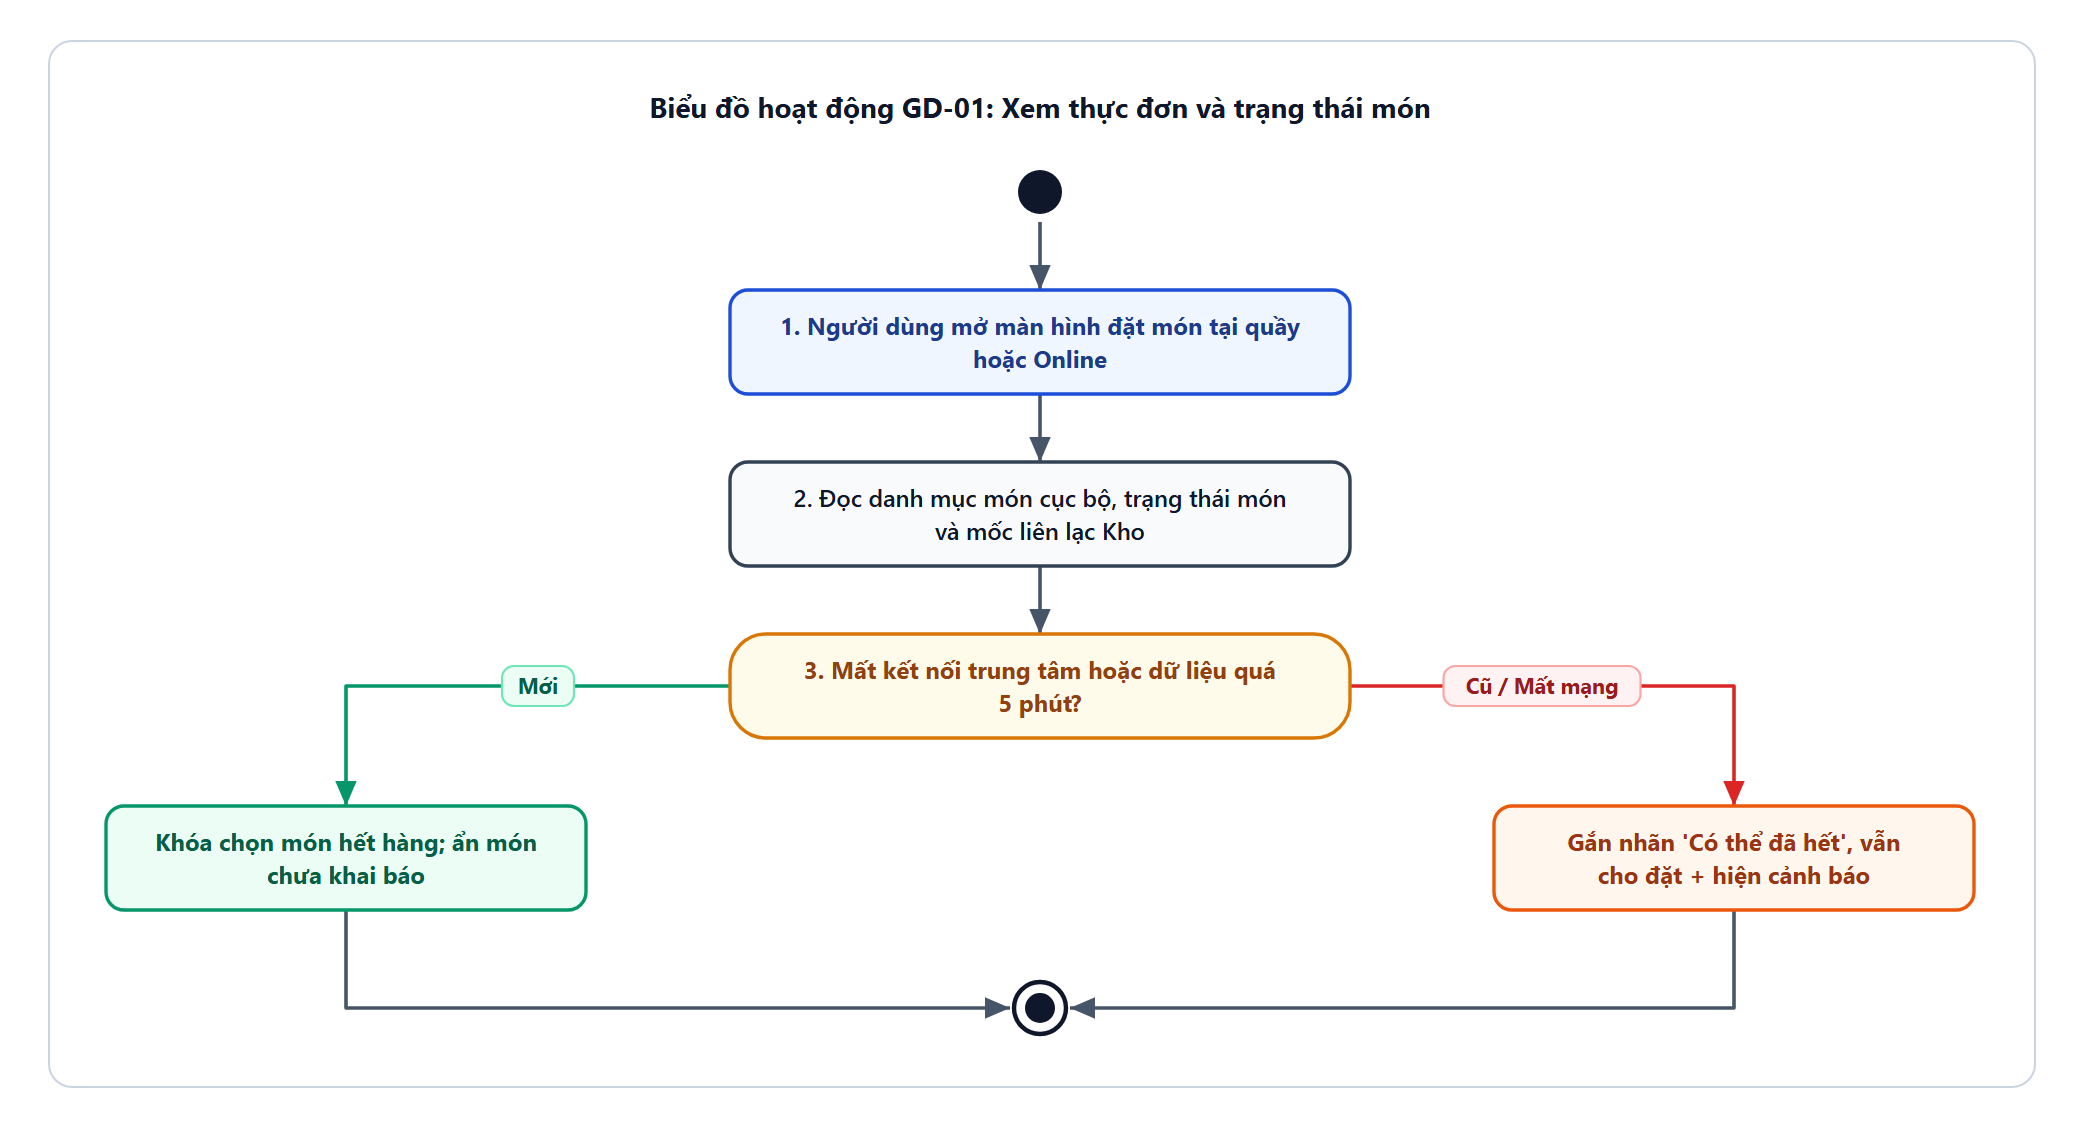 Biểu đồ hoạt động GD-01: Xem thực đơn và trạng thái món
1. Người dùng mở màn hình đặt món tại quầy
hoặc Online
2. Đọc danh mục món cục bộ, trạng thái món
và mốc liên lạc Kho
3. Mất kết nối trung tâm hoặc dữ liệu quá
5 phút?
Mới
Cũ / Mất mạng
Khóa chọn món hết hàng; ẩn món
chưa khai báo
Gắn nhãn 'Có thể đã hết', vẫn
cho đặt + hiện cảnh báo